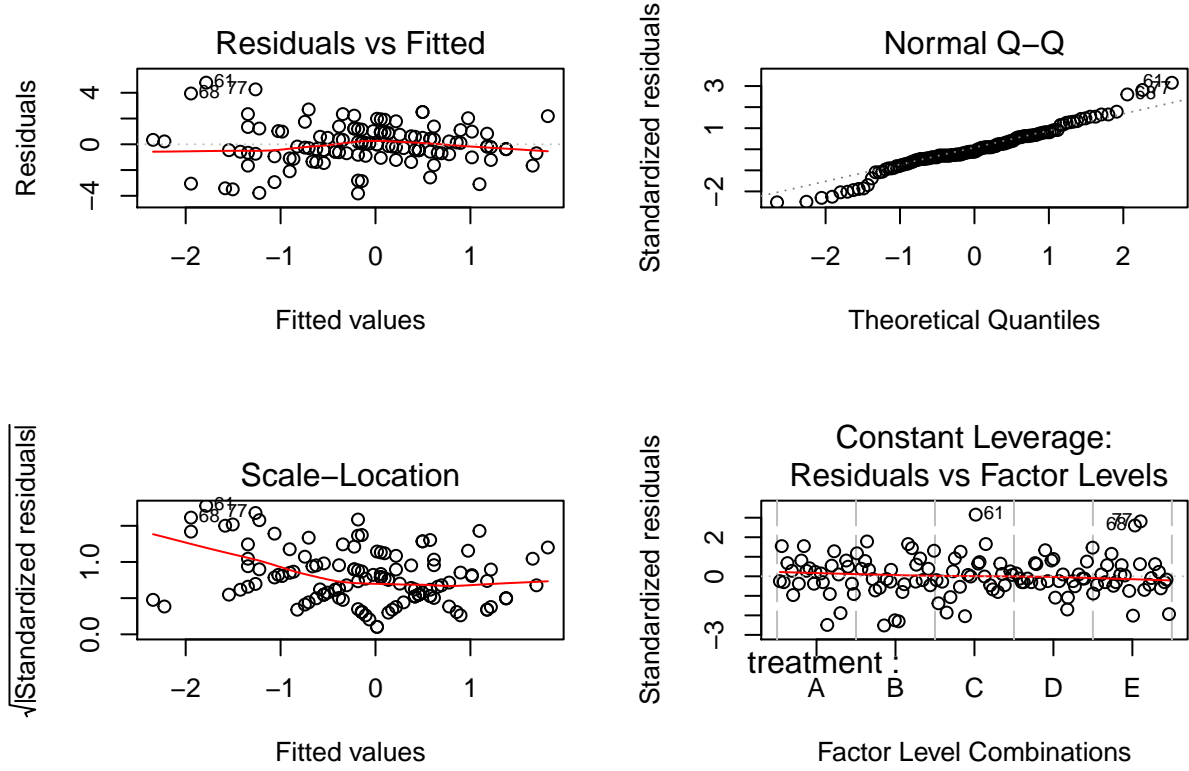 Residuals vs Fitted
Residuals
4
0
−4
61
68
77
−2 −1 0 1
Fitted values
Normal Q−Q
Standardized residuals
3
1
−2
61
68
77
−2 −1 0 1 2
Theoretical Quantiles
Scale−Location
√|Standardized residuals|
1.0
0.0
61
68
77
−2 −1 0 1
Fitted values
Constant Leverage:
Residuals vs Factor Levels
Standardized residuals
2
0
−3
61
77
68
treatment :
A B C D E
Factor Level Combinations